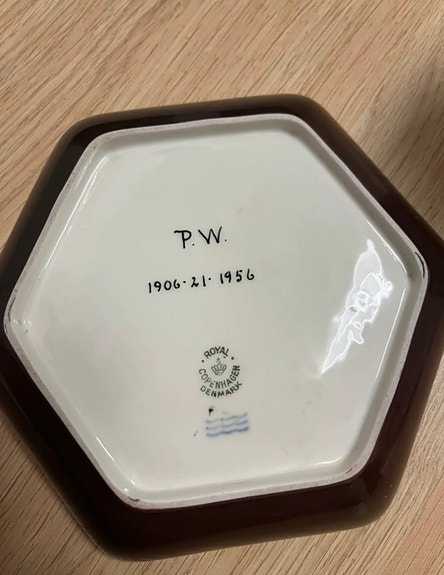 P.W.
1906-21-1956
ROYAL
COPENHAGEN
DENMARK